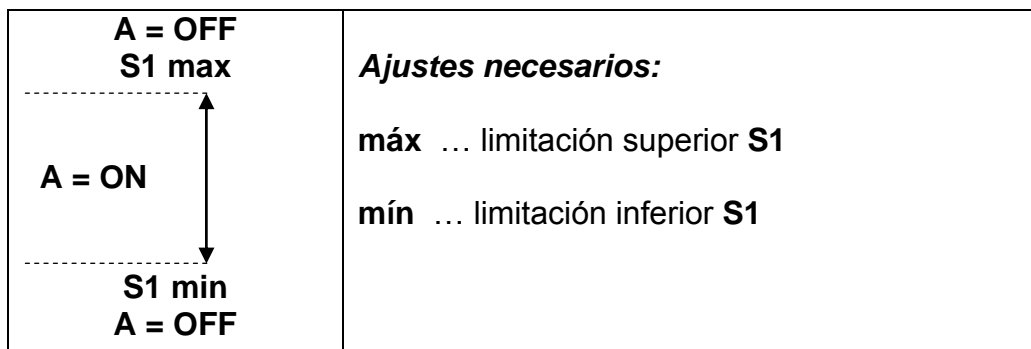 A = OFF
S1 max
A = ON
S1 min
A = OFF
Ajustes necesarios:
máx … limitación superior S1
mín … limitación inferior S1